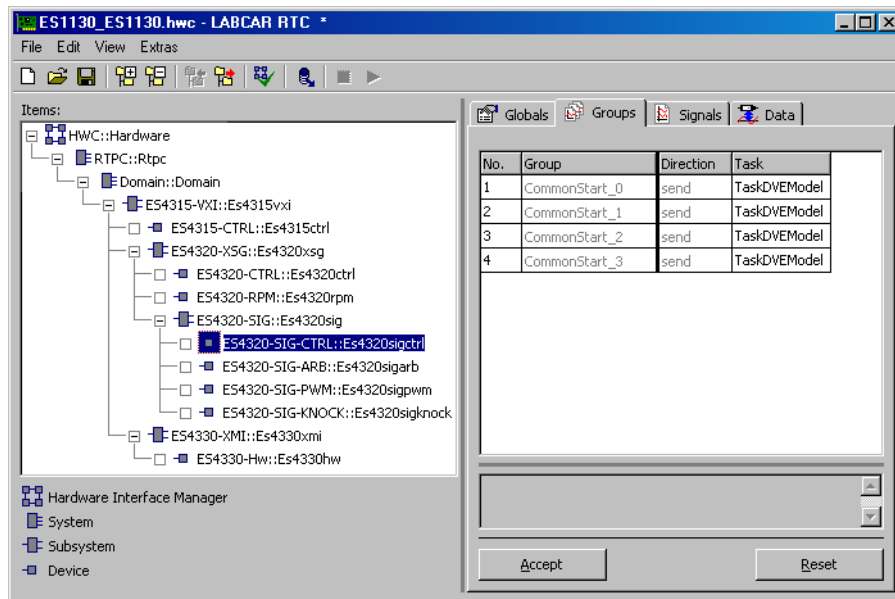 ES1130_ES1130.hwc - LABCAR RTC *
File Edit View Extras
Items:
HWC::Hardware
RTPC::Rtpc
Domain::Domain
ES4315-VXI::Es4315vxi
ES4315-CTRL::Es4315ctrl
ES4320-XSG::Es4320xsg
ES4320-CTRL::Es4320ctrl
ES4320-RPM::Es4320rpm
ES4320-SIG::Es4320sig
ES4320-SIG-CTRL::Es4320sigctrl
ES4320-SIG-ARB::Es4320sigarb
ES4320-SIG-PWM::Es4320sigpwm
ES4320-SIG-KNOCK::Es4320sigknock
ES4330-XMI::Es4330xmi
ES4330-Hw::Es4330hw
Hardware Interface Manager
System
Subsystem
Device
Globals Groups Signals Data
No. Group Direction Task
1 CommonStart_0 send TaskDVEModel
2 CommonStart_1 send TaskDVEModel
3 CommonStart_2 send TaskDVEModel
4 CommonStart_3 send TaskDVEModel
Accept Reset